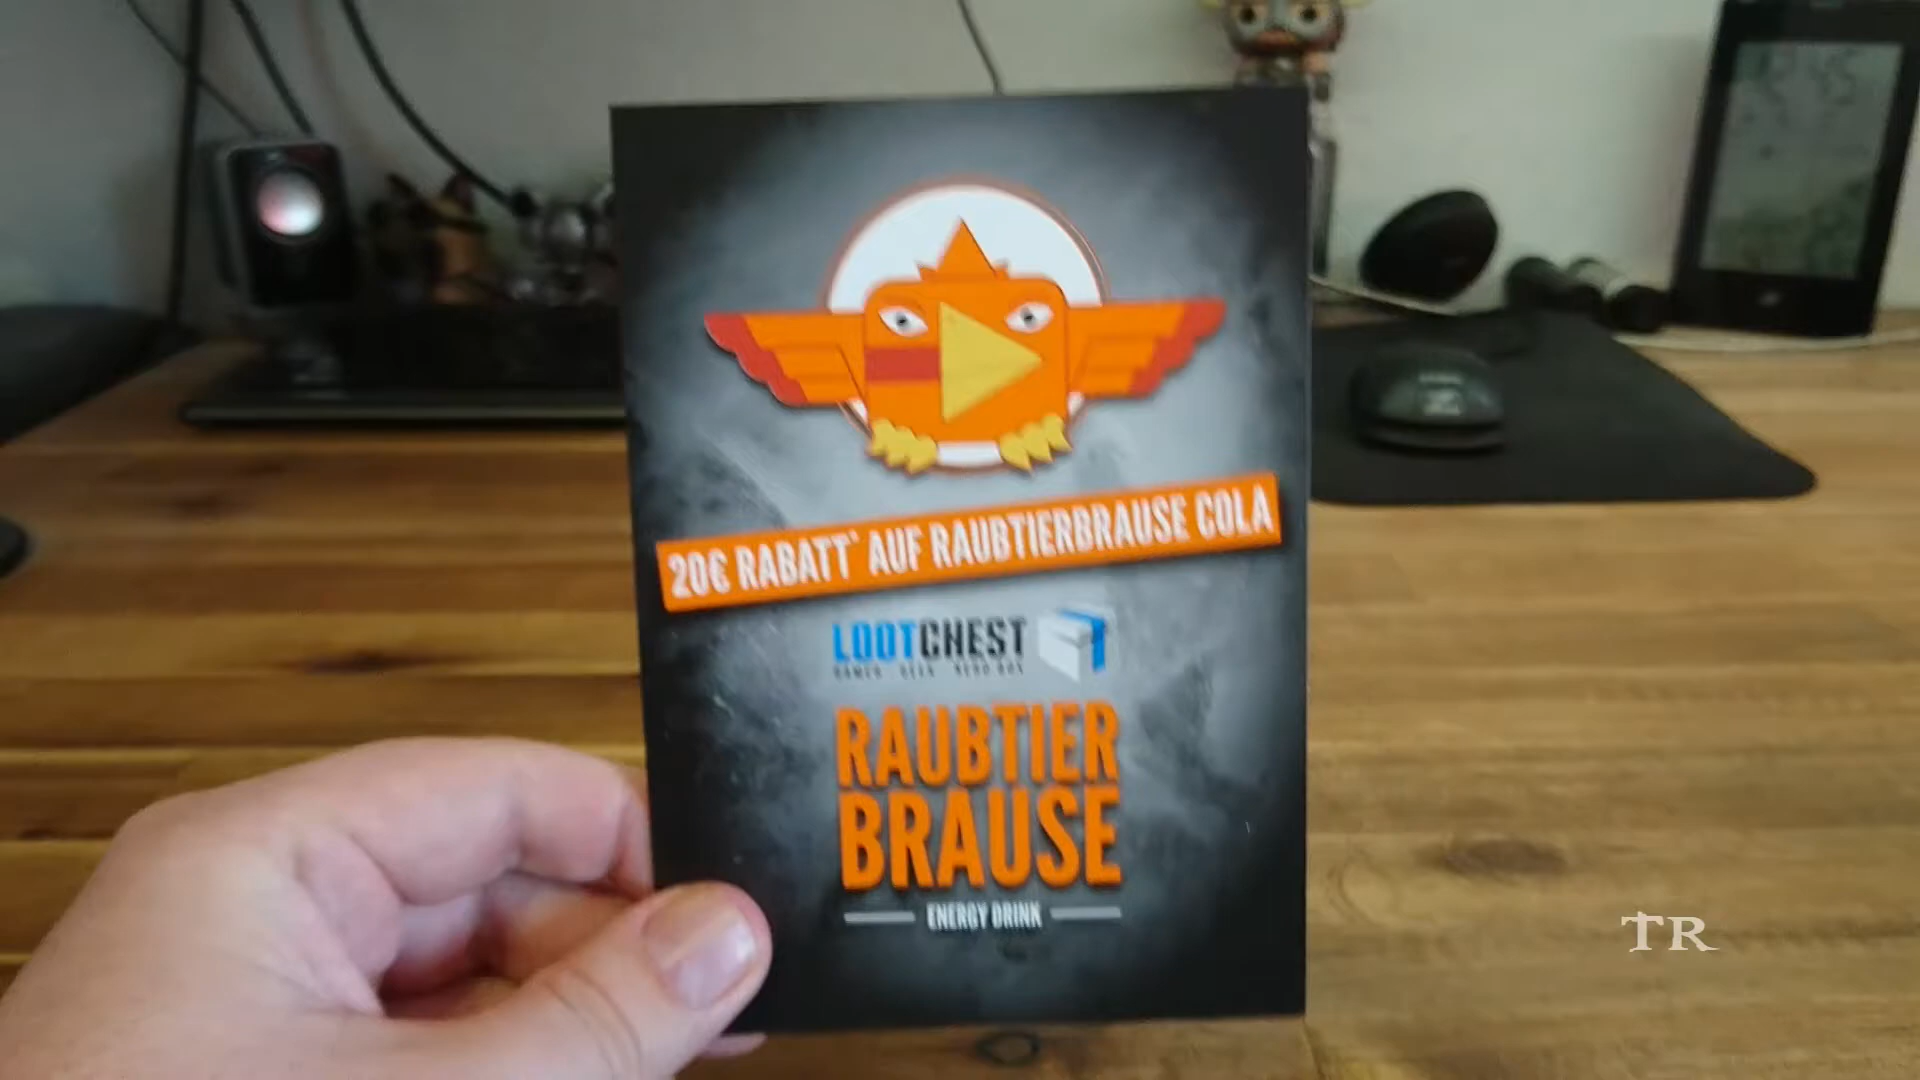 20€ RABATT* AUF RAUBTIERBRAUSE COLA
LOOTCHEST
RAUBTIER
BRAUSE
ENERGY DRINK
TR